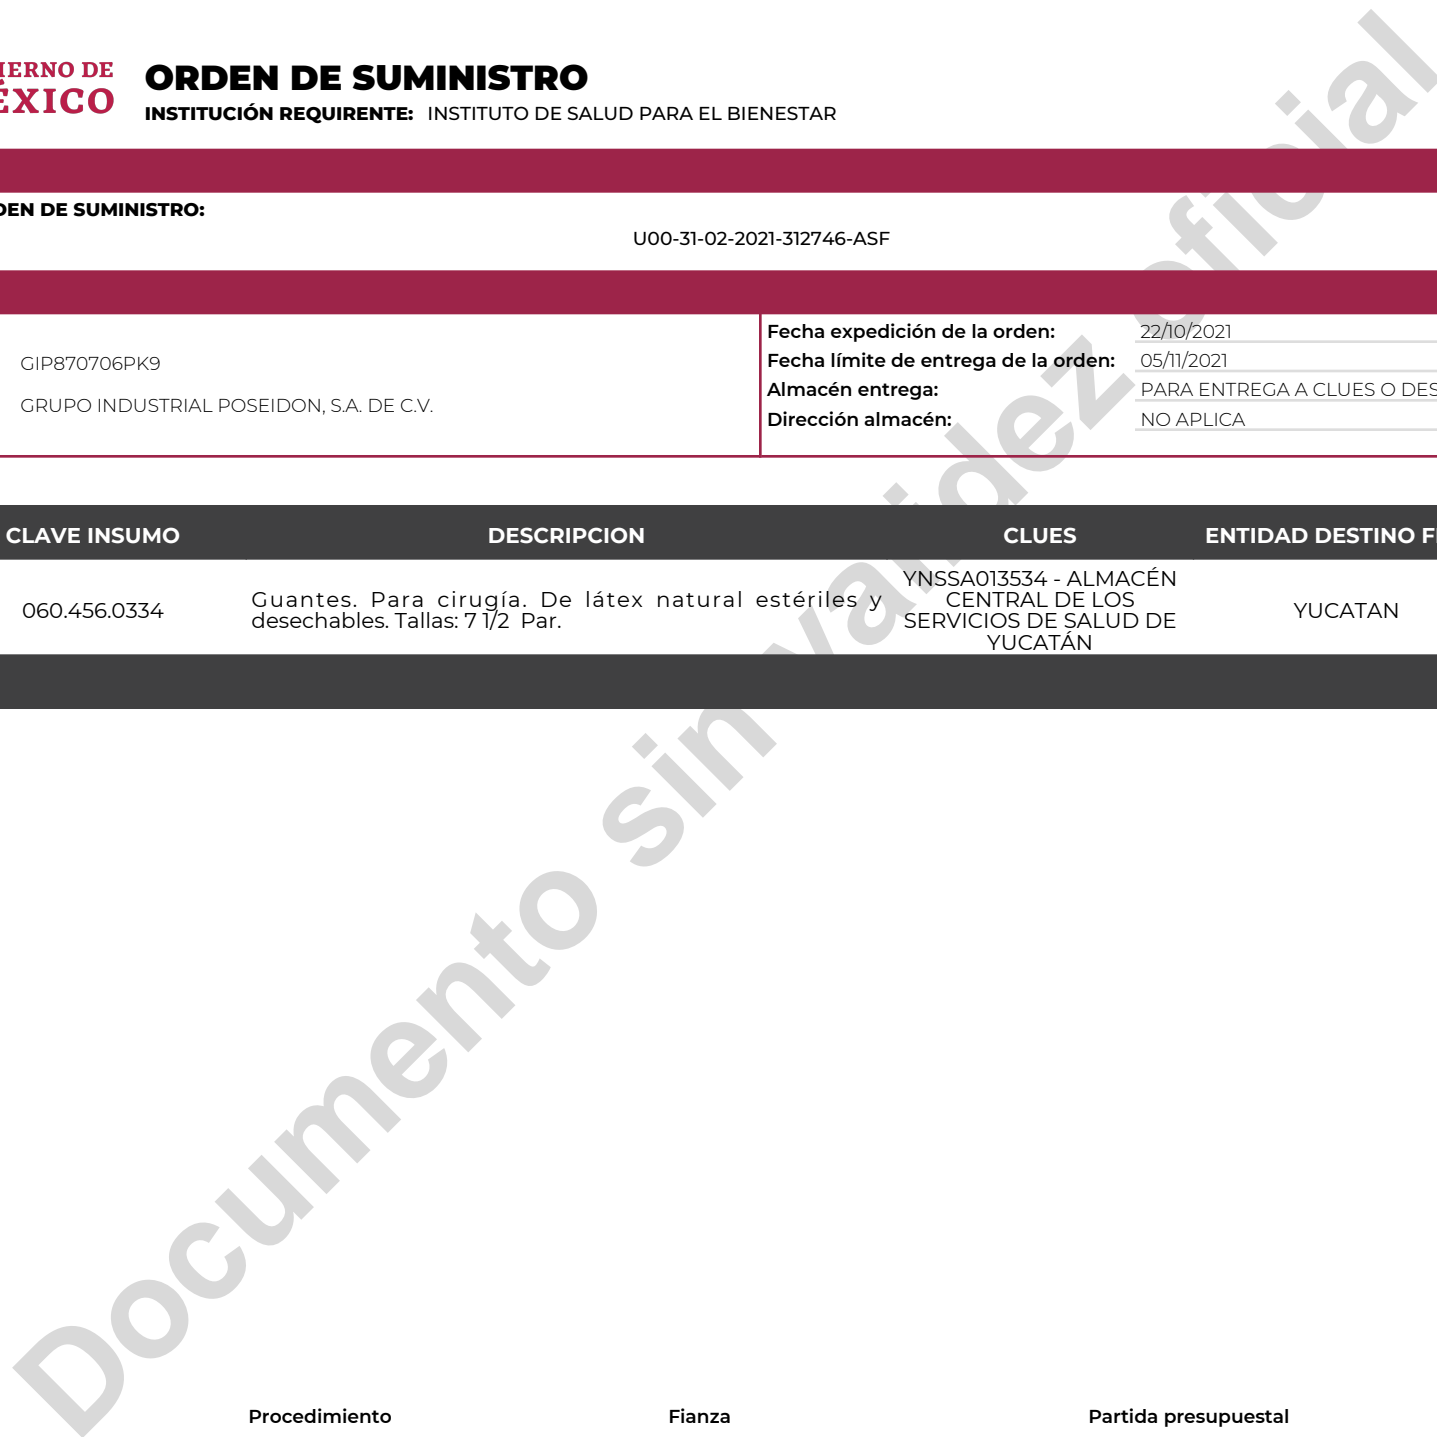 IERNO DE
ÉXICO
ORDEN DE SUMINISTRO
INSTITUCIÓN REQUIRENTE: INSTITUTO DE SALUD PARA EL BIENESTAR
DEN DE SUMINISTRO:
U00-31-02-2021-312746-ASF
GIP870706PK9
GRUPO INDUSTRIAL POSEIDON, S.A. DE C.V.
Fecha expedición de la orden: 22/10/2021
Fecha límite de entrega de la orden: 05/11/2021
Almacén entrega: PARA ENTREGA A CLUES O DES
Dirección almacén: NO APLICA
CLAVE INSUMO DESCRIPCION CLUES ENTIDAD DESTINO FI
060.456.0334
Guantes. Para cirugía. De látex natural estériles y
desechables. Tallas: 7 1/2 Par.
YNSSA013534 - ALMACÉN
CENTRAL DE LOS
SERVICIOS DE SALUD DE
YUCATÁN
YUCATAN
Documento sin validez oficial
Procedimiento Fianza Partida presupuestal